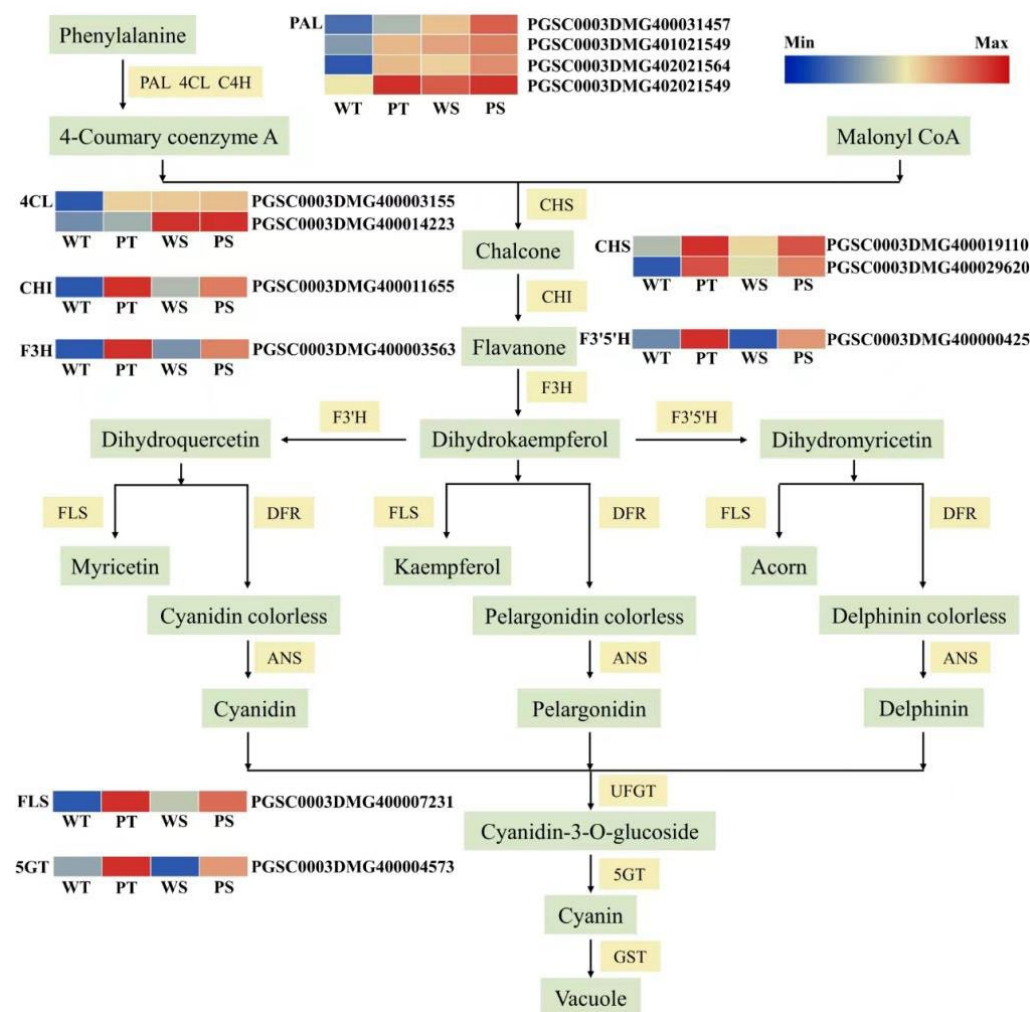 PAL
PGSC0003DMG400031457
PGSC0003DMG401021549
PGSC0003DMG402021564
PGSC0003DMG402021549
WT PT WS PS
Min Max
Phenylalanine
PAL 4CL C4H
4-Coumary coenzyme A
Malonyl CoA
4CL
PGSC0003DMG400003155
PGSC0003DMG400014223
WT PT WS PS
CHS
Chalcone
CHS
PGSC0003DMG400019110
PGSC0003DMG400029620
WT PT WS PS
CHI
PGSC0003DMG400011655
WT PT WS PS
CHI
F3H
PGSC0003DMG400003563
WT PT WS PS
Flavanone
F3'5'H
PGSC0003DMG400000425
WT PT WS PS
F3H
F3'H
F3'5'H
Dihydroquercetin
Dihydrokaempferol
Dihydromyricetin
FLS
DFR
FLS
DFR
FLS
DFR
Myricetin
Kaempferol
Acorn
Cyanidin colorless
Pelargonidin colorless
Delphinin colorless
ANS
ANS
ANS
Cyanidin
Pelargonidin
Delphinin
FLS
PGSC0003DMG400007231
WT PT WS PS
UFGT
Cyanidin-3-O-glucoside
5GT
PGSC0003DMG400004573
WT PT WS PS
5GT
Cyanin
GST
Vacuole